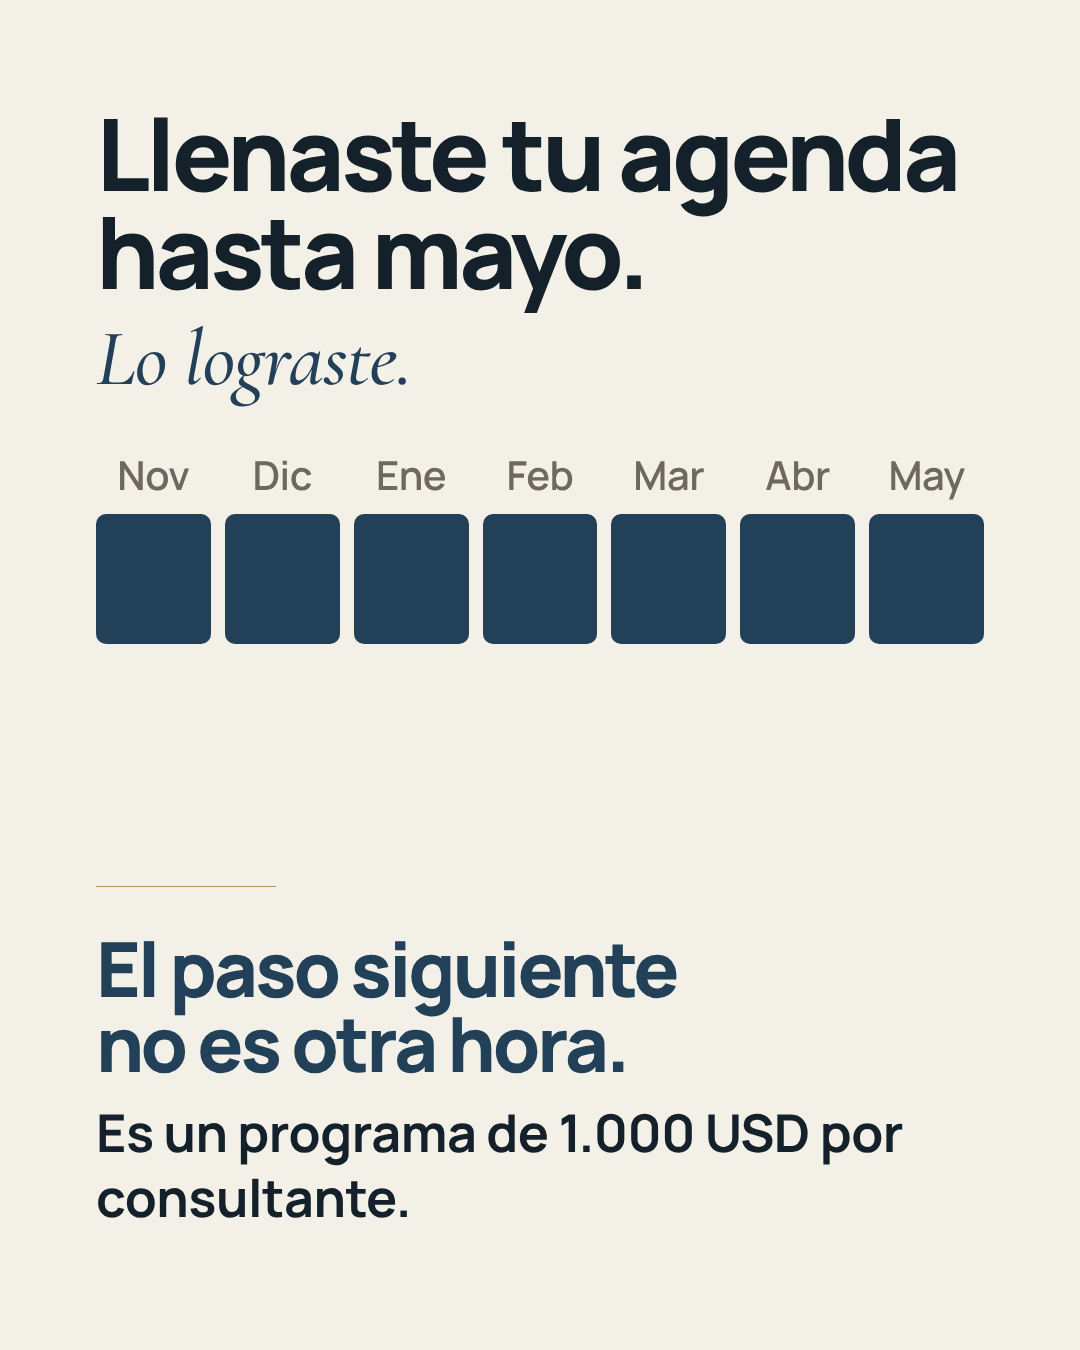 Llenaste tu agenda
hasta mayo.
Lo lograste.
Nov Dic Ene Feb Mar Abr May
El paso siguiente
no es otra hora.
Es un programa de 1.000 USD por
consultante.